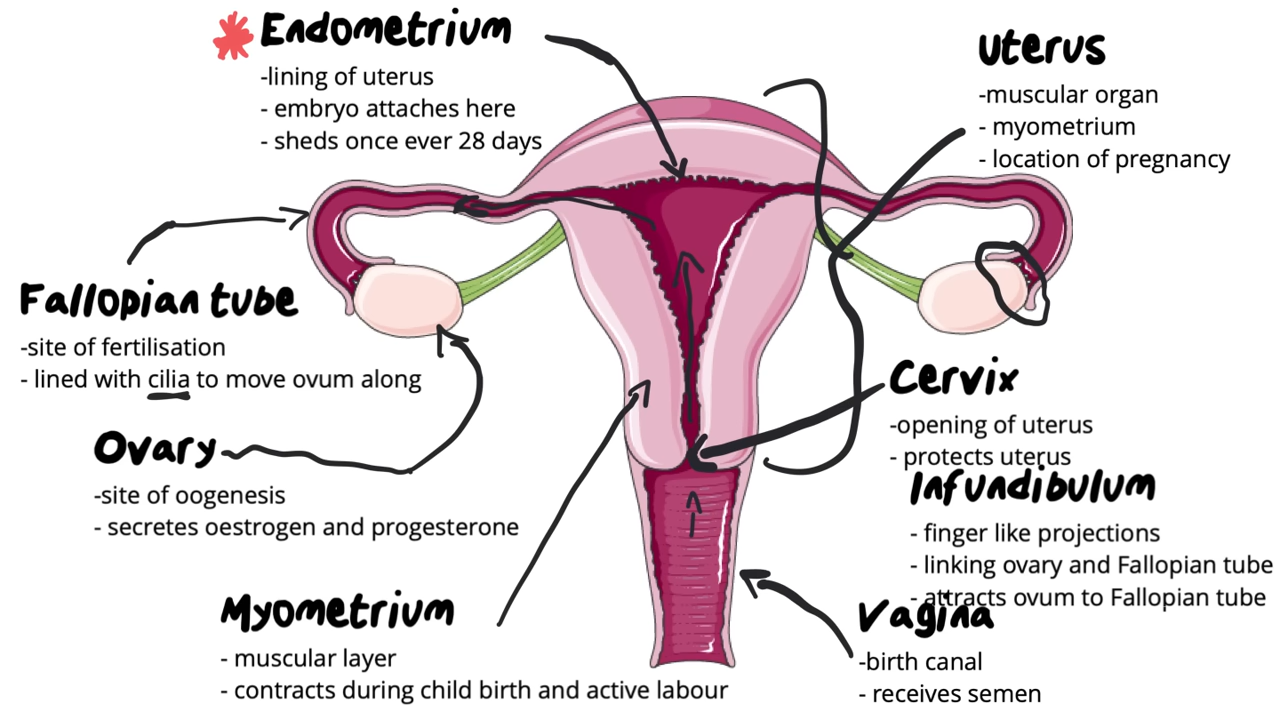 Endometrium
-lining of uterus
- embryo attaches here
- sheds once ever 28 days
Uterus
-muscular organ
- myometrium
- location of pregnancy
Fallopian tube
-site of fertilisation
- lined with cilia to move ovum along
Ovary
-site of oogenesis
- secretes oestrogen and progesterone
Cervix
-opening of uterus
- protects uterus
Infundibulum
- finger like projections
- linking ovary and Fallopian tube
- attracts ovum to Fallopian tube
Myometrium
- muscular layer
- contracts during child birth and active labour
Vagina
-birth canal
- receives semen